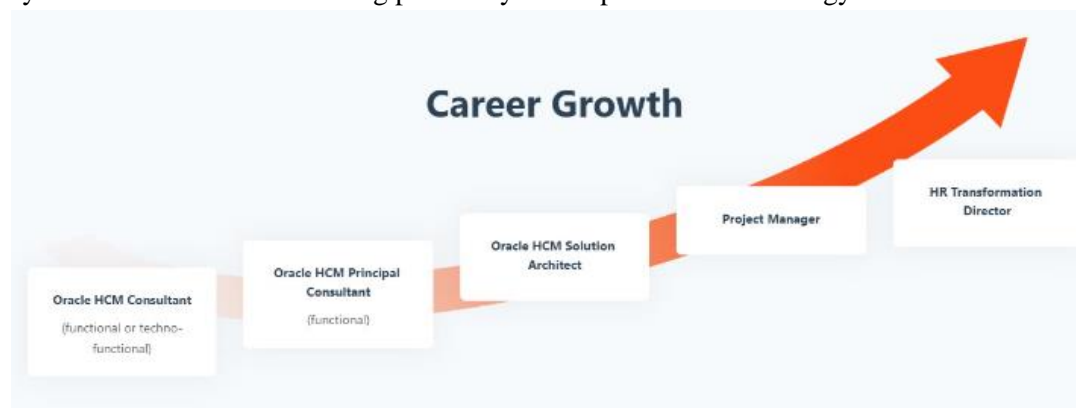 Career Growth
Oracle HCM Consultant
(functional or techno-
functional)
Oracle HCM Principal
Consultant
(functional)
Oracle HCM Solution
Architect
Project Manager
HR Transformation
Director